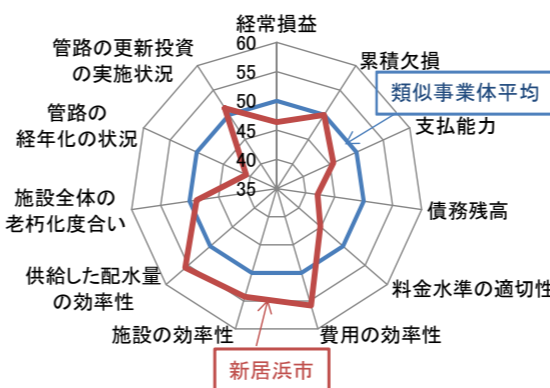 経常損益
累積欠損
類似事業体平均
支払能力
債務残高
料金水準の適切性
費用の効率性
新居浜市
施設の効率性
供給した配水量
の効率性
施設全体の
老朽化度合い
管路の
経年化の状況
管路の更新投資
の実施状況
60
55
50
45
40
35